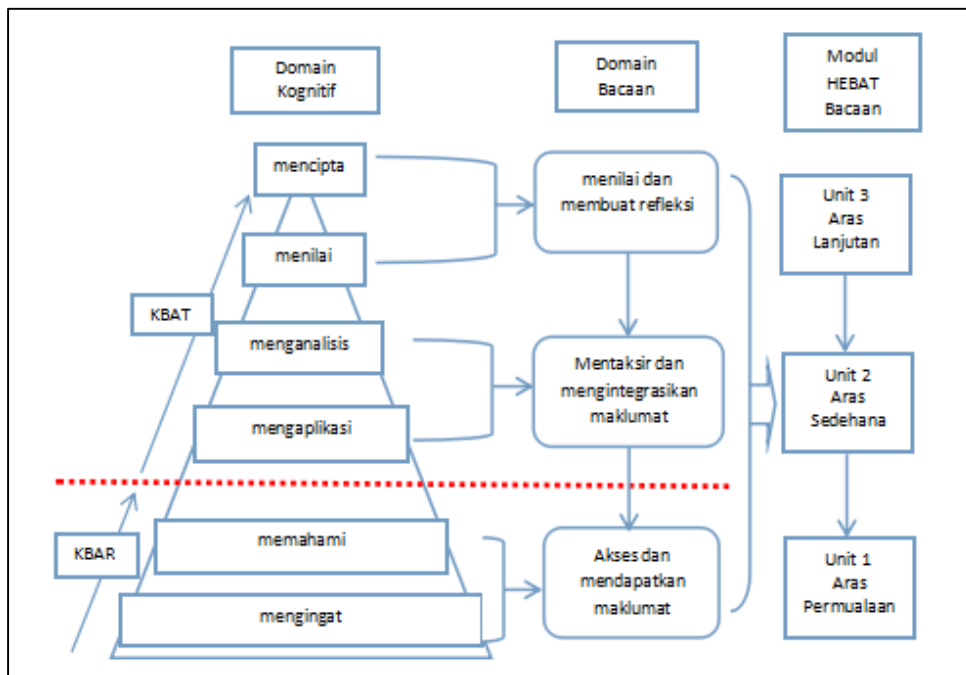 Domain
Kognitif
Domain
Bacaan
Modul
HEBAT
Bacaan
mencipta
menilai
KBAT
menganalisis
mengaplikasi
KBAR
memahami
mengingat
menilai dan
membuat refleksi
Mentaksir dan
mengintegrasikan
maklumat
Akses dan
mendapatkan
maklumat
Unit 3
Aras
Lanjutan
Unit 2
Aras
Sedehana
Unit 1
Aras
Permualaan